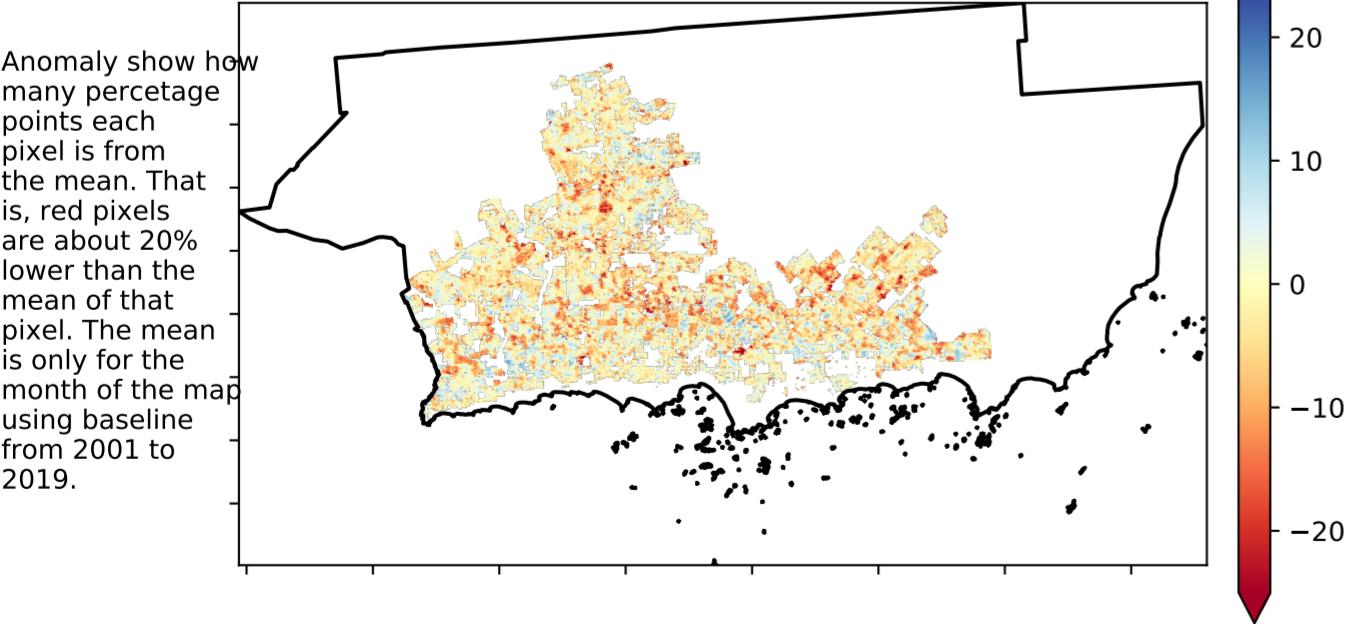 Anomaly show how
many percetage
points each
pixel is from
the mean. That
is, red pixels
are about 20%
lower than the
mean of that
pixel. The mean
is only for the
month of the map
using baseline
from 2001 to
2019.
20
10
0
−10
−20